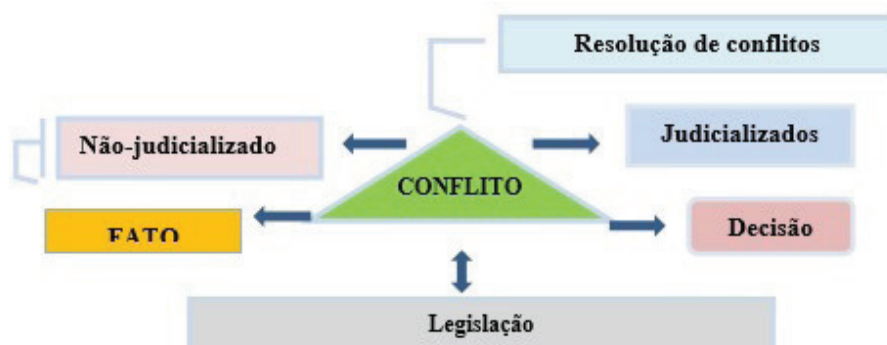 Resolução de conflitos
Não-judicializado
Judicializados
CONFLITO
FATO
Decisão
Legislação